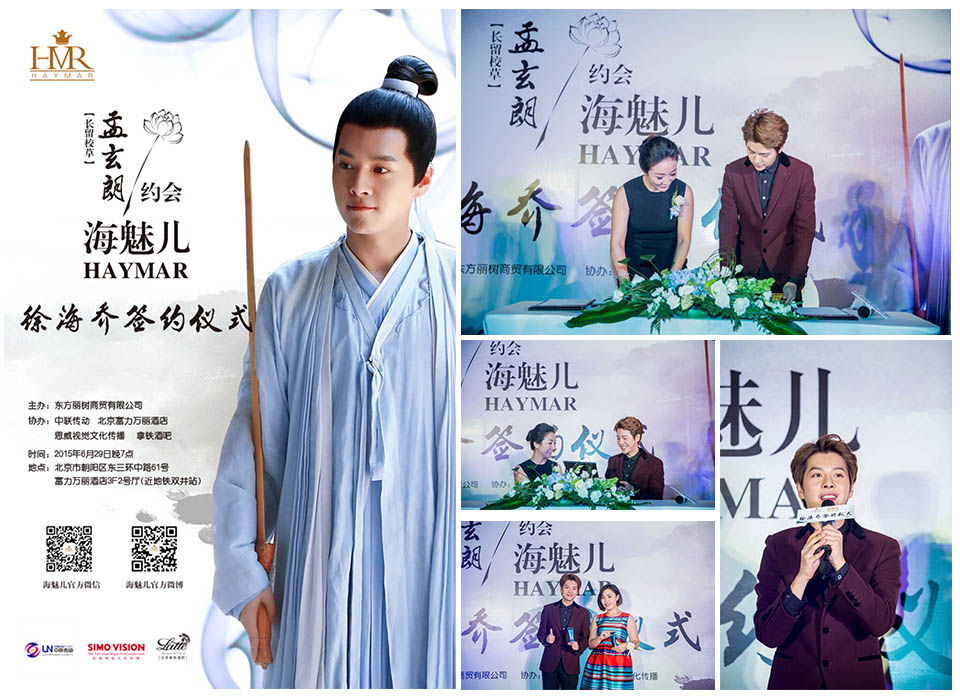 HMR
HAYMAR
【长留校草】
孟玄朗
约会
海魅儿
HAYMAR
徐海乔签约仪式
主办：东方丽树商贸有限公司
协办：中联传动 北京富力万丽酒店
思威视觉文化传播 拿铁酒吧
时间：2015年6月29日晚7点
地点：北京市朝阳区东三环中路61号
富力万丽酒店3F2号厅(近地铁双井站)
海魅儿官方微信 海魅儿官方微博
UN
SIMO VISION
Latte
【长留校草】
孟玄朗
约会
海魅儿
HAYMAR
海乔签 仪式
东方丽树商贸有限公司 协办：
约会
海魅儿
HAYMAR
签约仪
公司 协办：
魅儿
HAYMA
徐海乔签约仪式
玄朗
约会
海魅儿
HAYMAR
乔签 仪式
文化传播